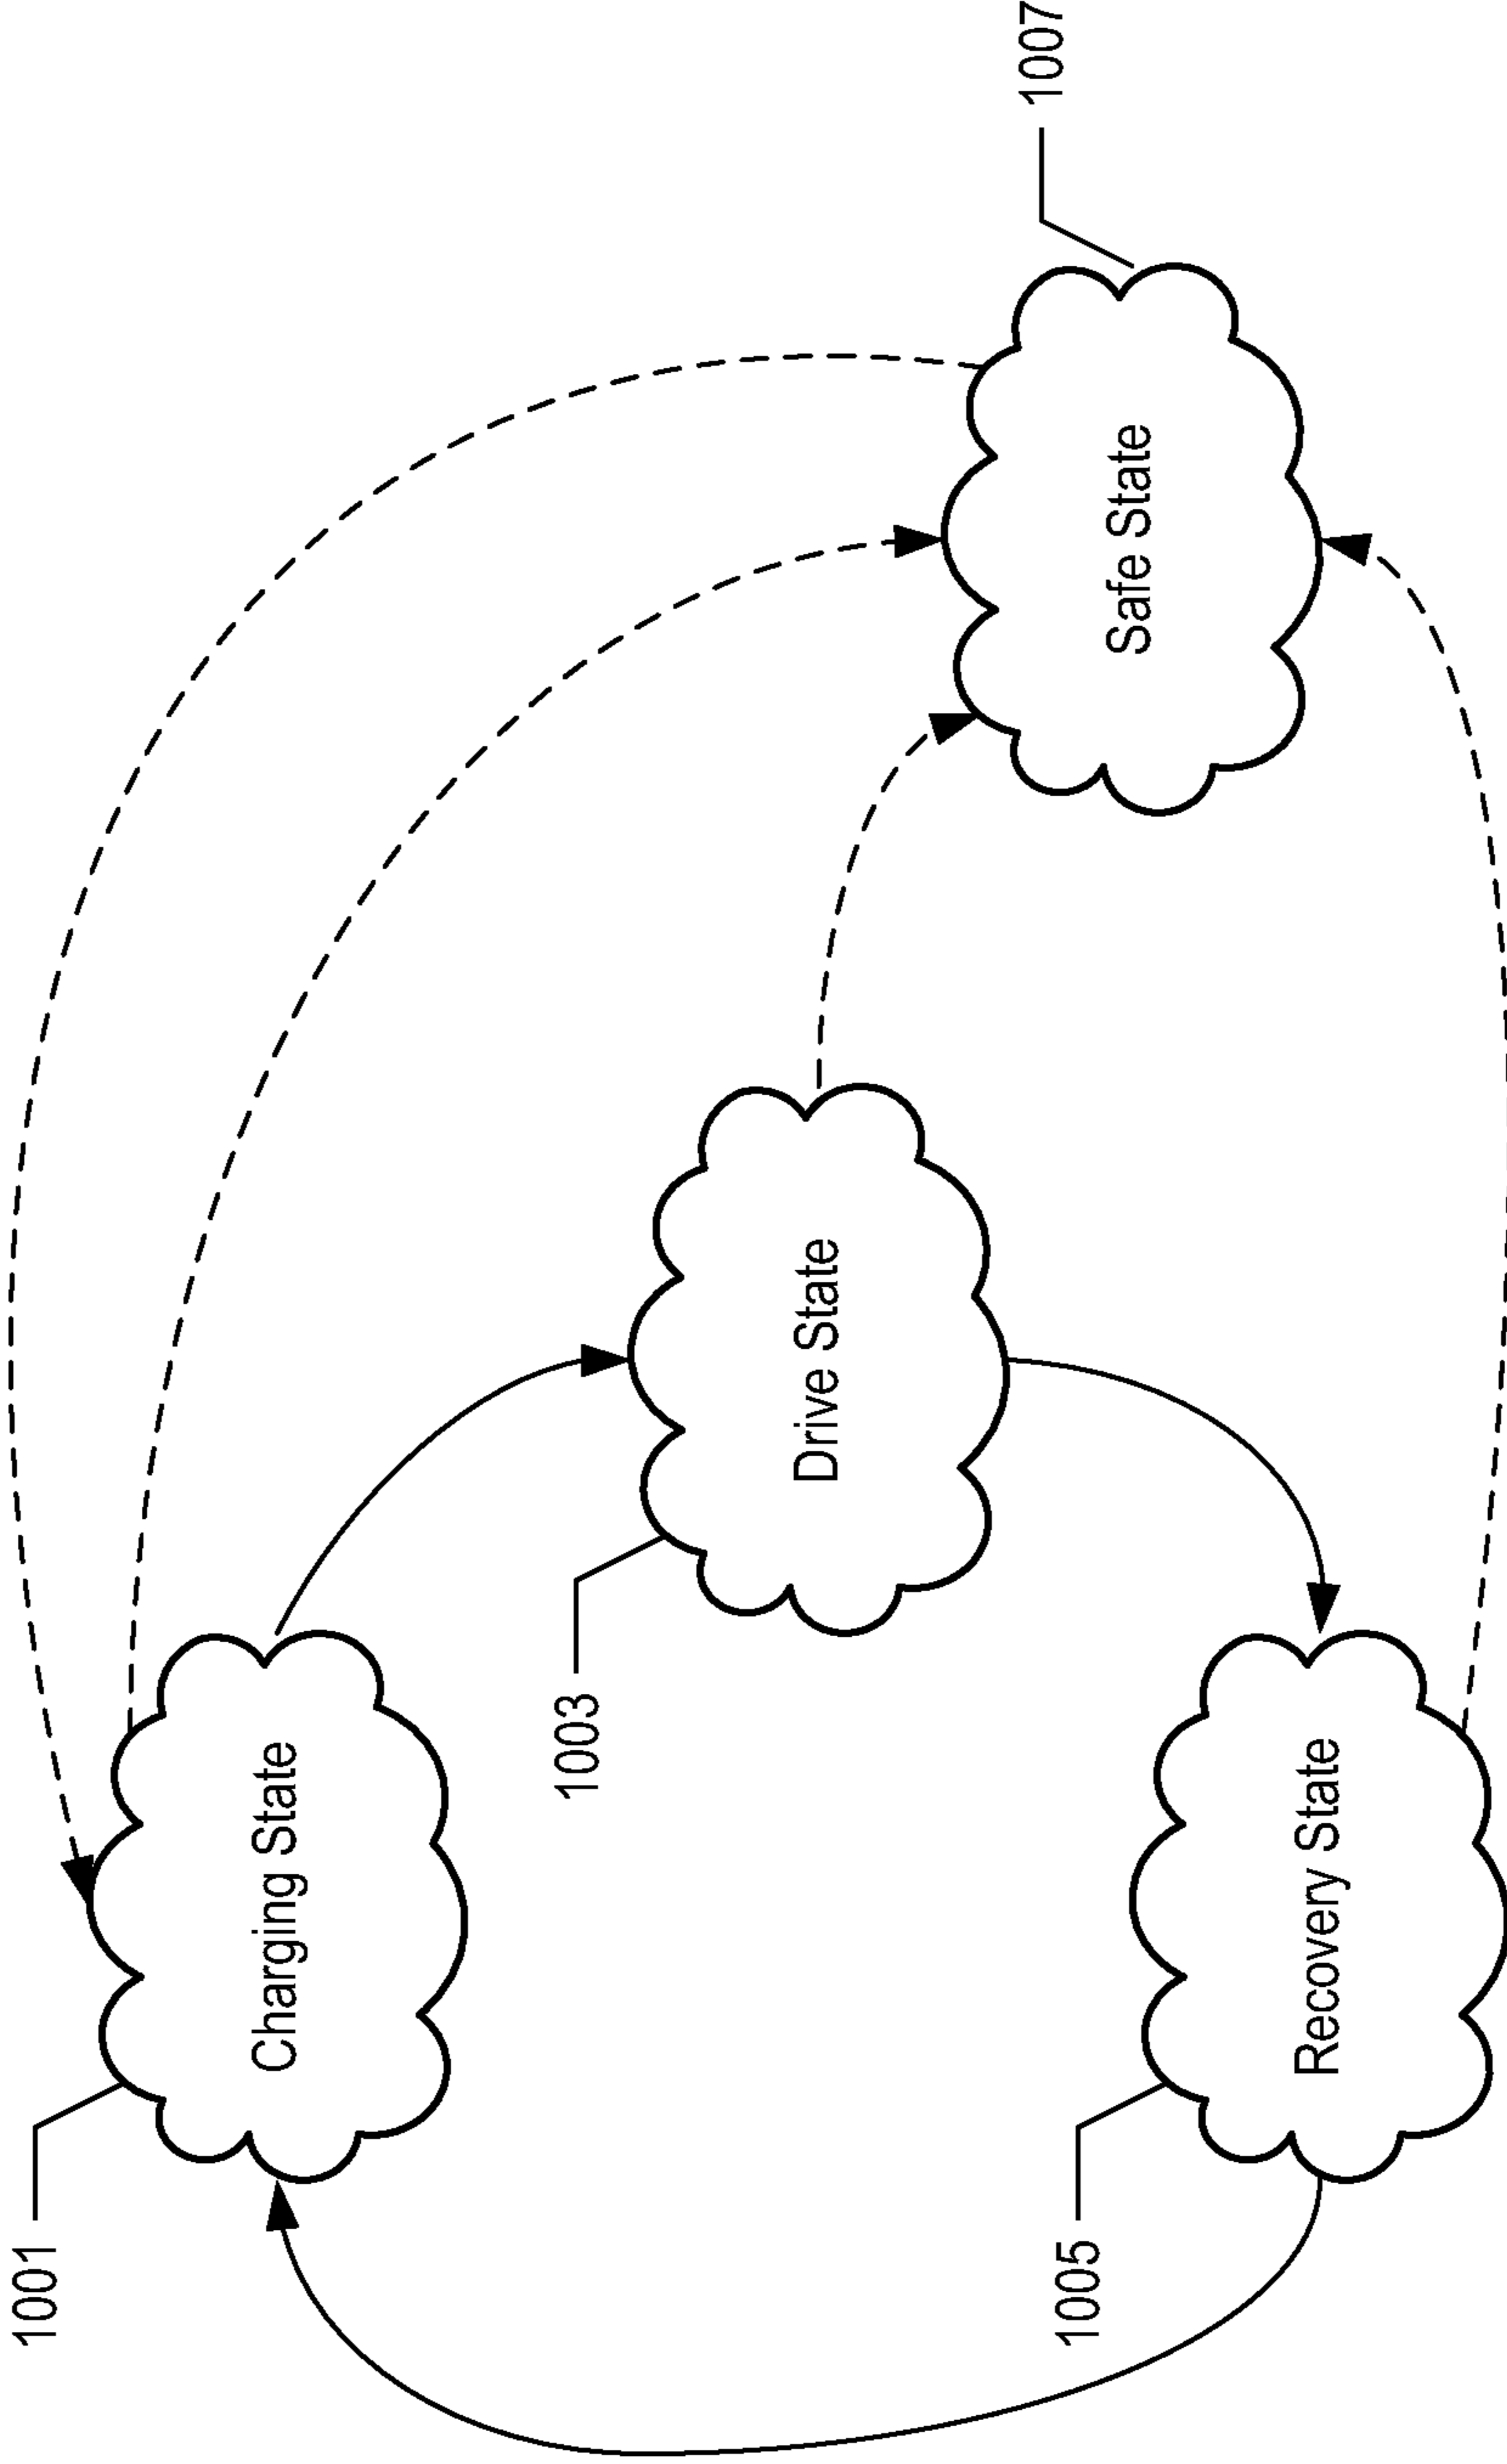 1001
Charging State
1003
Drive State
1005
Recovery State
Safe State
1007